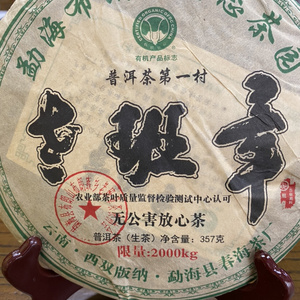 有机产品标志
普洱茶第一村
老班章
农业部茶叶质量监督检验测试中心认可
无公害放心茶
普洱茶（生茶）净含量：357克
限量：2000kg
云南·西双版纳·勐海县春海茶